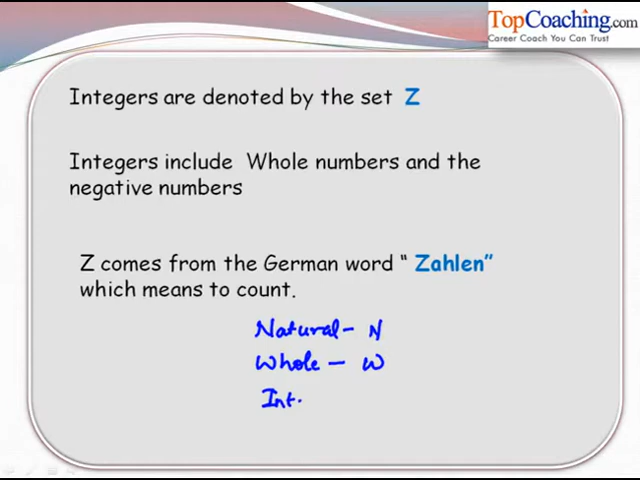 TopCoaching.com
Career Coach You Can Trust
Integers are denoted by the set Z
Integers include Whole numbers and the
negative numbers
Z comes from the German word “ Zahlen”
which means to count.
Natural – N
Whole – W
Int.